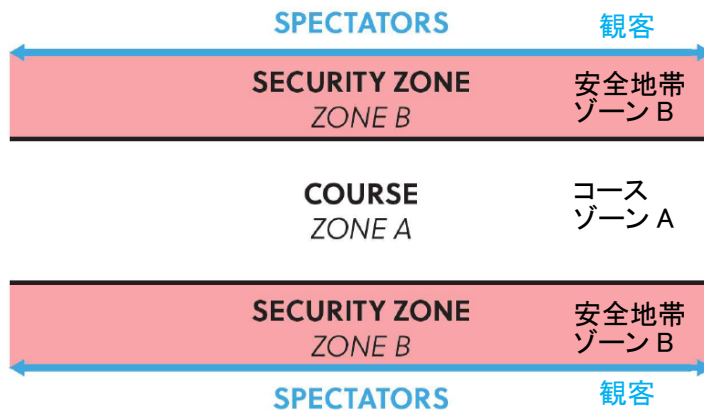 SPECTATORS 観客
SECURITY ZONE 安全地帯
ZONE B ゾーン B
COURSE コース
ZONE A ゾーン A
SECURITY ZONE 安全地帯
ZONE B ゾーン B
SPECTATORS 観客